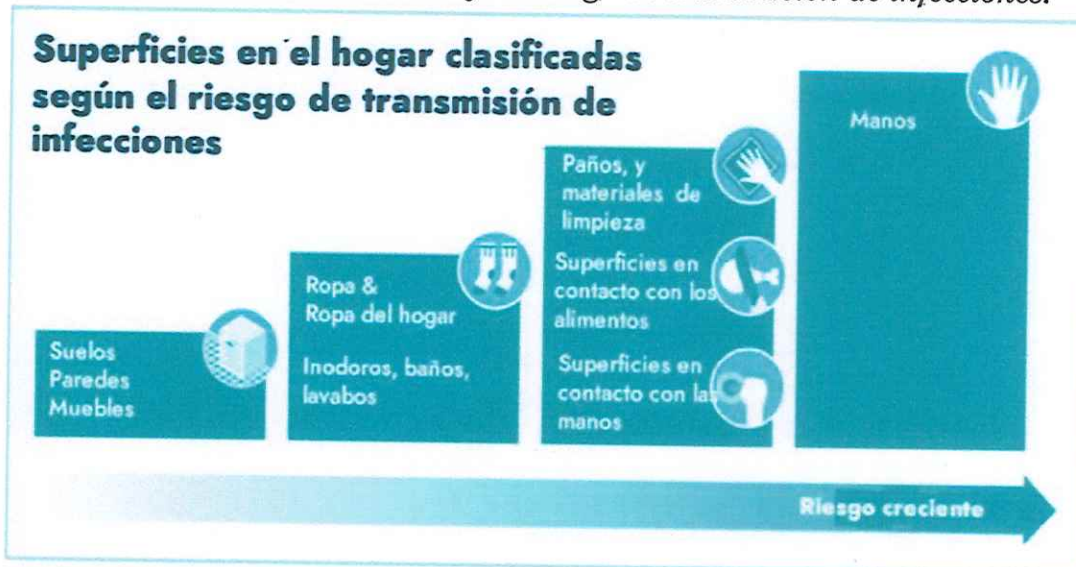 de infecciones.
Superficies en el hogar clasificadas
según el riesgo de transmisión de
infecciones
Suelos
Paredes
Muebles
Ropa &
Ropa del hogar
Inodoros, baños,
lavabos
Paños, y
materiales de
limpieza
Superficies en
contacto con los
alimentos
Superficies en
contacto con las
manos
Manos
Riesgo creciente